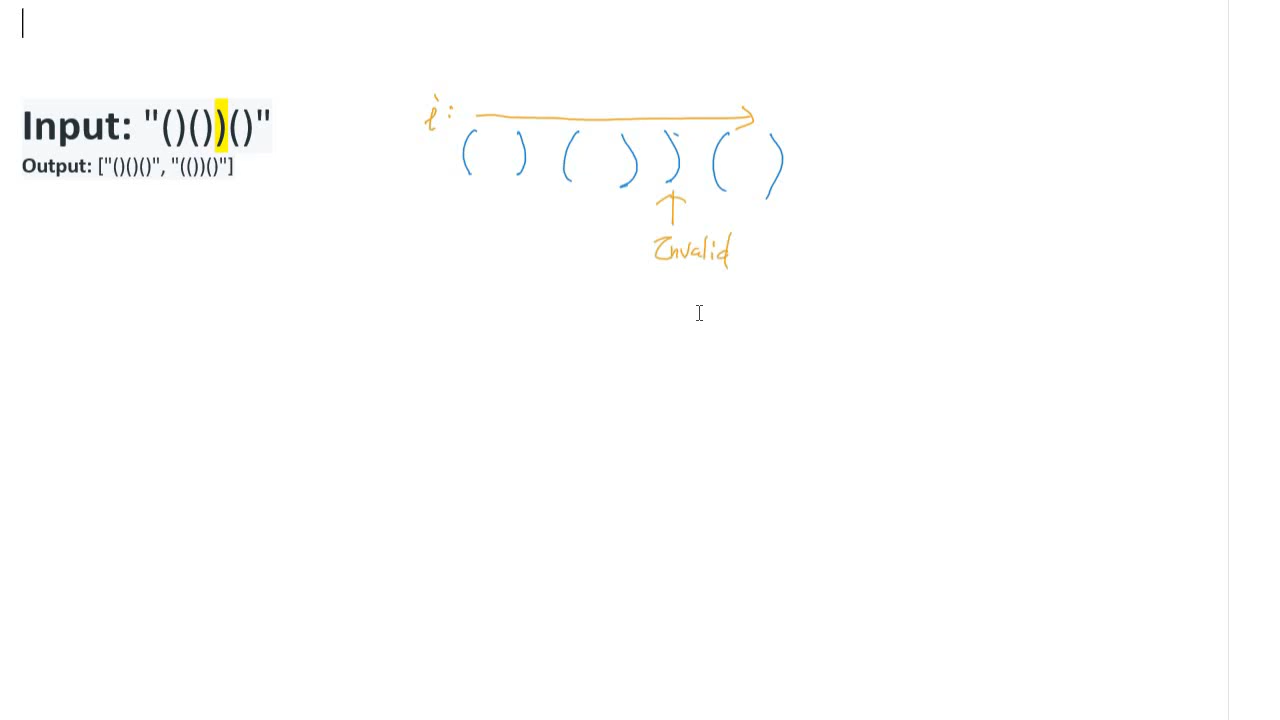 Input: "()())()"
Output: ["()()()", "(())()"]
i:
( ) ( ) ) ( )
Invalid